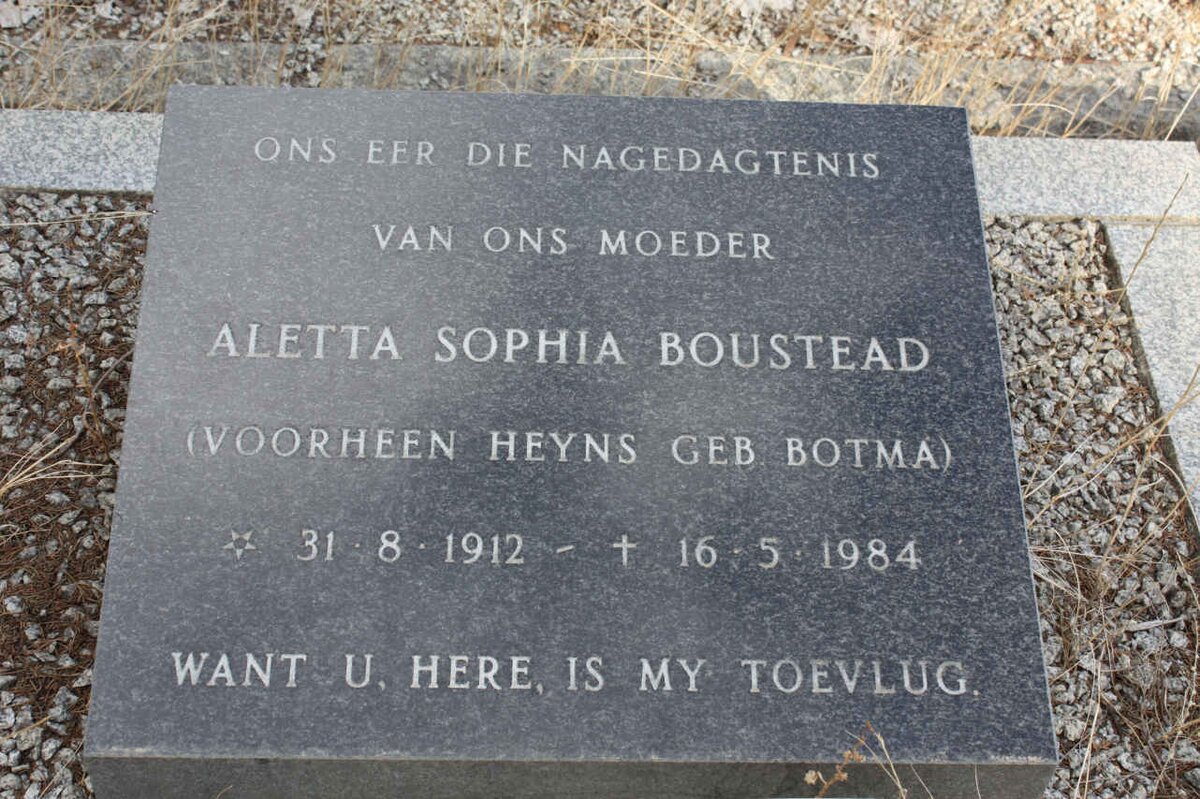 ONS EER DIE NAGEDAGTENIS
VAN ONS MOEDER
ALETTA SOPHIA BOUSTEAD
(VOORHEEN HEYNS GEB. BOTMA)
☆ 31·8·1912 – † 16·5·1984
WANT U, HERE, IS MY TOEVLUG.